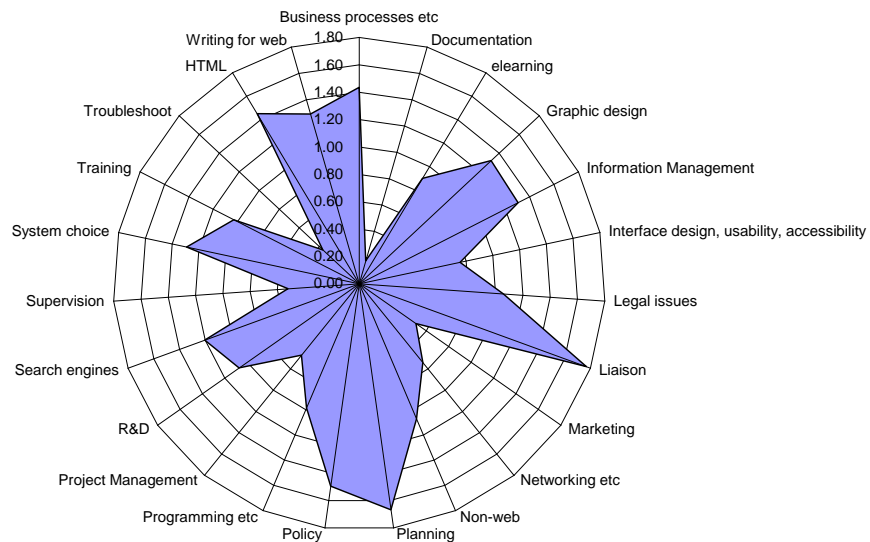 Business processes etc
Writing for web
Documentation
HTML
elearning
Troubleshoot
Graphic design
Training
Information Management
System choice
Interface design, usability, accessibility
Supervision
Legal issues
Search engines
Liaison
R&D
Marketing
Project Management
Networking etc
Programming etc
Non-web
Policy
Planning
1.80
1.60
1.40
1.20
1.00
0.80
0.60
0.40
0.20
0.00